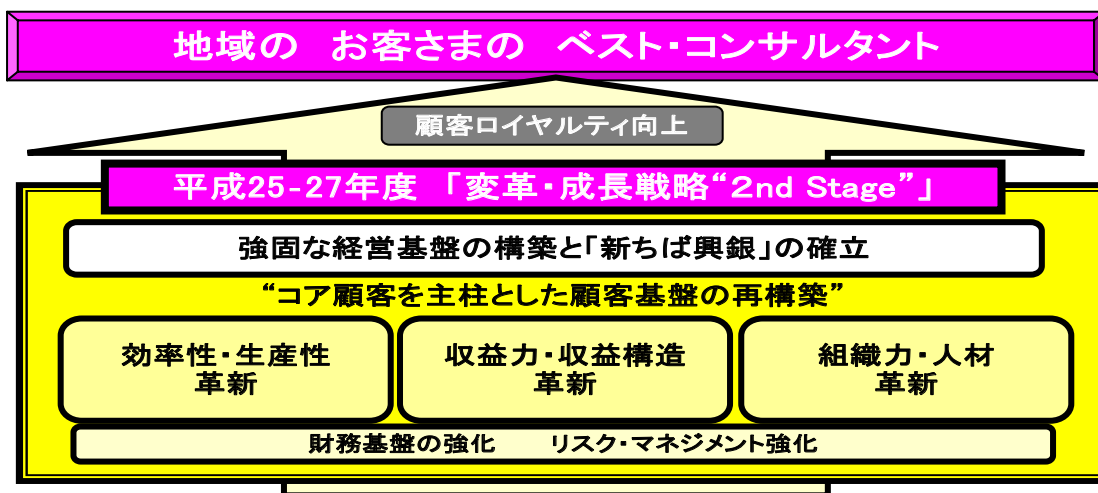 地域の　お客さまの　ベスト・コンサルタント
顧客ロイヤルティ向上
平成25-27年度　「変革・成長戦略“2nd Stage”」
強固な経営基盤の構築と「新ちば興銀」の確立
“コア顧客を主柱とした顧客基盤の再構築”
効率性・生産性
革新
収益力・収益構造
革新
組織力・人材
革新
財務基盤の強化　　リスク・マネジメント強化